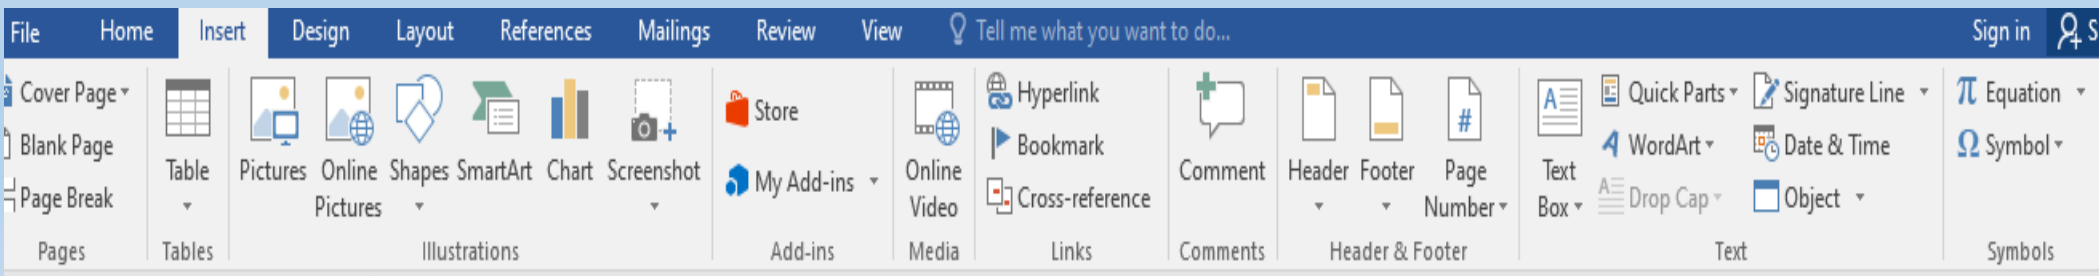 File Home Insert Design Layout References Mailings Review View Tell me what you want to do... Sign in S
Cover Page
Blank Page
Page Break
Pages
Table
Tables
Pictures
Online
Pictures
Shapes
SmartArt
Chart
Screenshot
Illustrations
Store
My Add-ins
Add-ins
Online
Video
Media
Hyperlink
Bookmark
Cross-reference
Links
Comment
Comments
Header
Footer
Page
Number
Header & Footer
Text
Box
Quick Parts
WordArt
Drop Cap
Signature Line
Date & Time
Object
Text
Equation
Symbol
Symbols